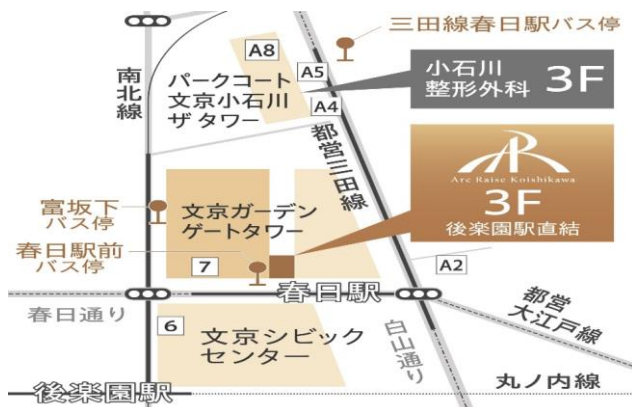 三田線春日駅バス停
A8
南北線
パークコート
文京小石川
ザ タワー
A5
A4
小石川
整形外科
3F
都営三田線
Arc Raise Koishikawa
3F
後楽園駅直結
富坂下
バス停
文京ガーデン
ゲートタワー
春日駅前
バス停
7
A2
春日駅
春日通り
6
文京シビック
センター
白山通り
都営
大江戸線
後楽園駅
丸ノ内線